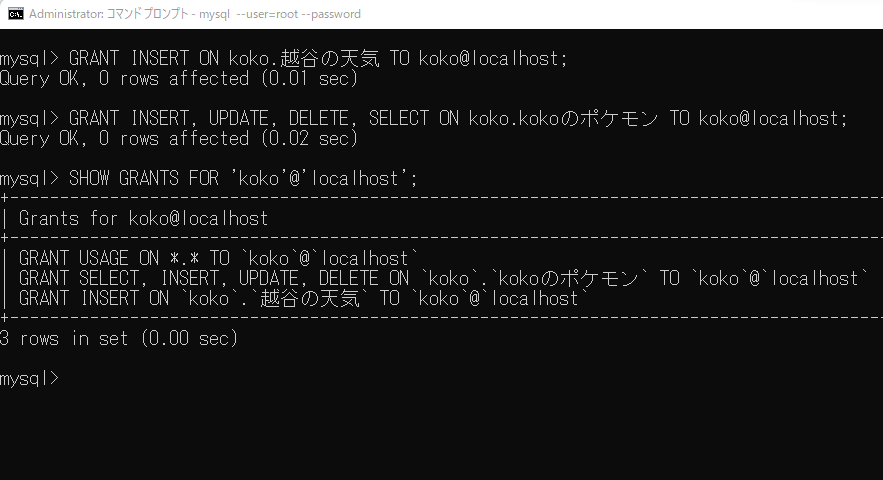 Administrator: コマンドプロンプト - mysql --user=root --password
mysql> GRANT INSERT ON koko.越谷の天気 TO koko@localhost;
Query OK, 0 rows affected (0.01 sec)
mysql> GRANT INSERT, UPDATE, DELETE, SELECT ON koko.kokoのポケモン TO koko@localhost;
Query OK, 0 rows affected (0.02 sec)
mysql> SHOW GRANTS FOR 'koko'@'localhost';
+---------------------------------------------------------------------------------------
| Grants for koko@localhost
+---------------------------------------------------------------------------------------
| GRANT USAGE ON *.* TO `koko`@`localhost`
| GRANT SELECT, INSERT, UPDATE, DELETE ON `koko`.`kokoのポケモン` TO `koko`@`localhost`
| GRANT INSERT ON `koko`.`越谷の天気` TO `koko`@`localhost`
+---------------------------------------------------------------------------------------
3 rows in set (0.00 sec)
mysql>